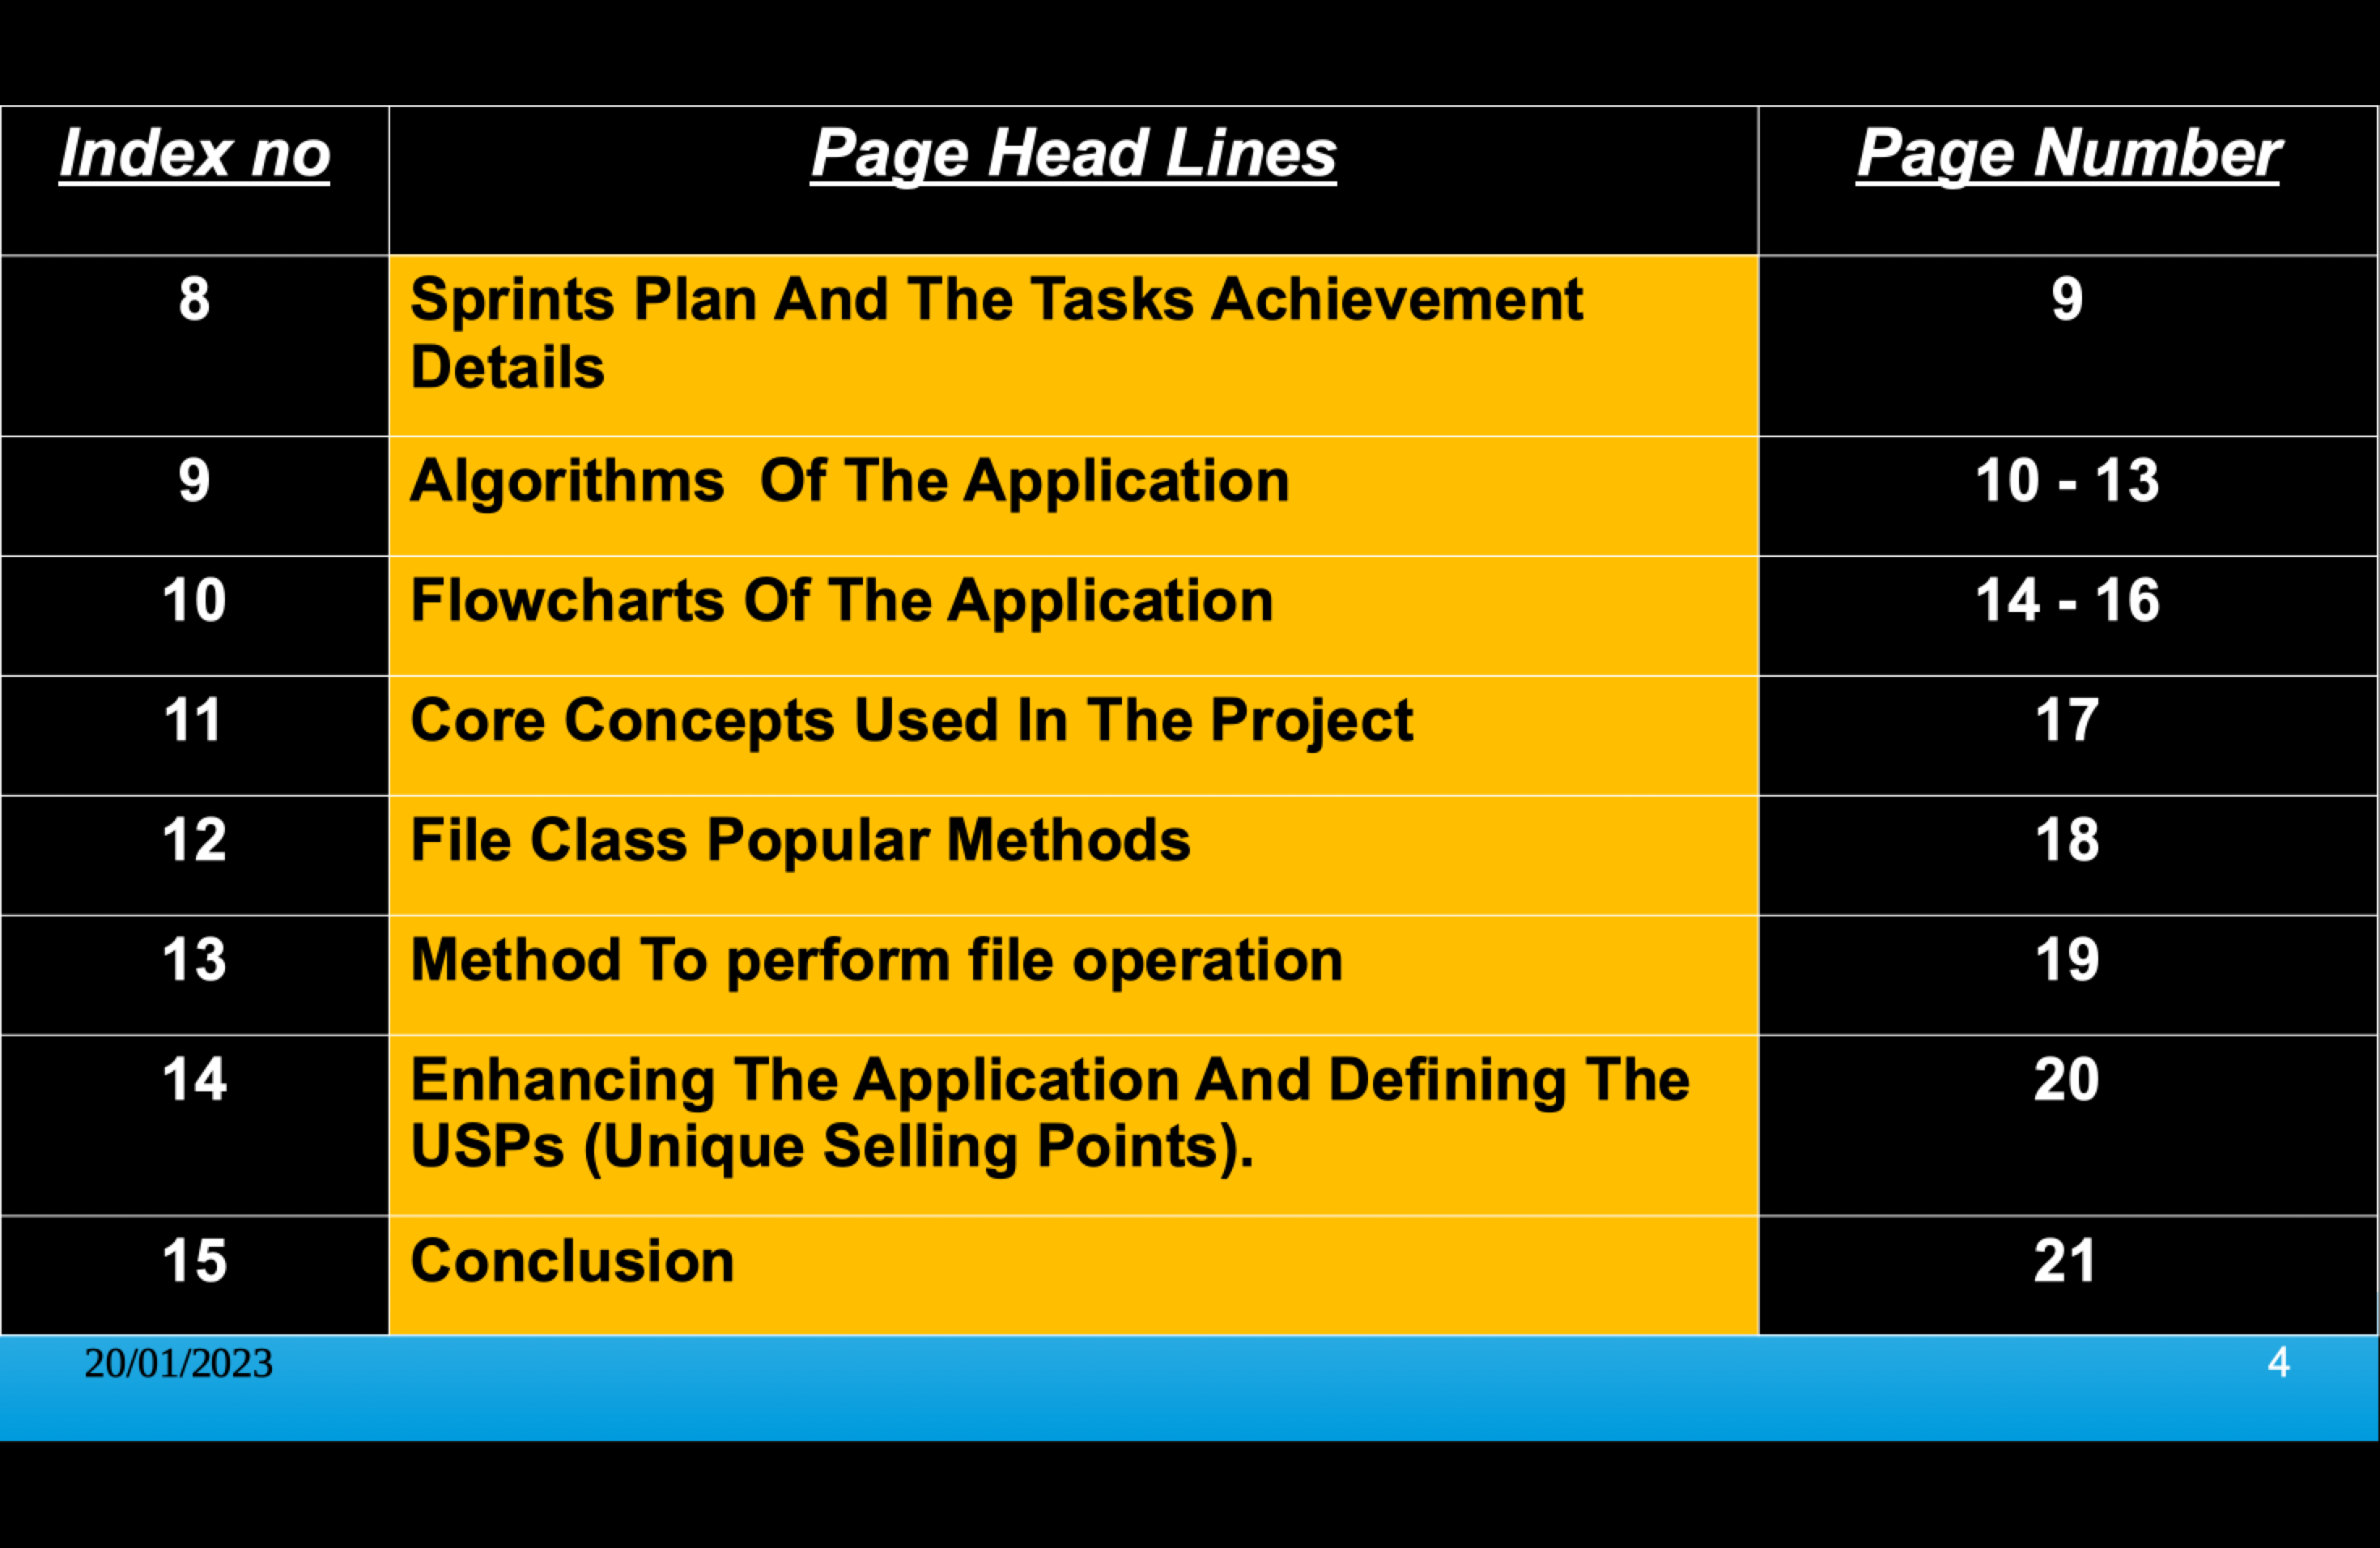 Index no Page Head Lines Page Number
8 Sprints Plan And The Tasks Achievement 9
Details
9 Algorithms  Of The Application 10 - 13
10 Flowcharts Of The Application 14 - 16
11 Core Concepts Used In The Project 17
12 File Class Popular Methods 18
13 Method To perform file operation 19
14 Enhancing The Application And Defining The 20
USPs (Unique Selling Points).
15 Conclusion 21
20/01/2023 4